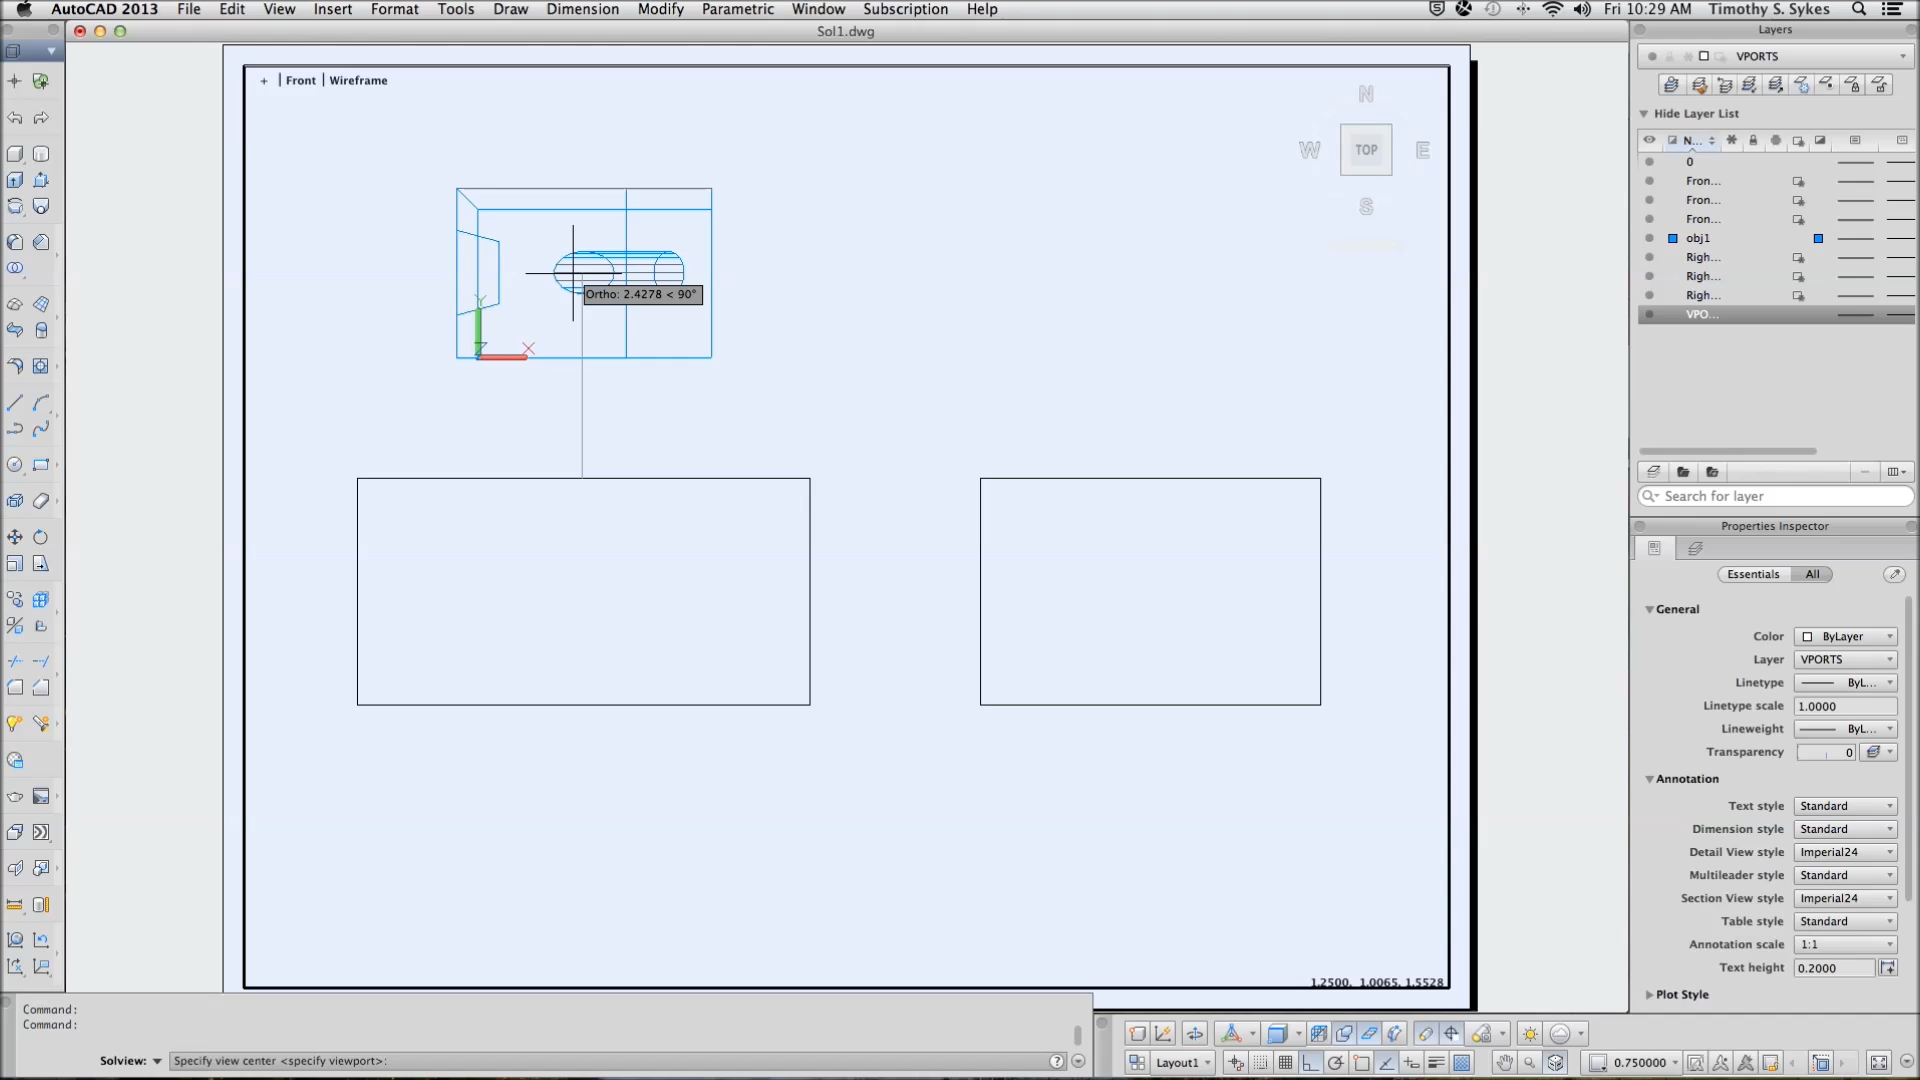 AutoCAD 2013 File Edit View Insert Format Tools Draw Dimension Modify Parametric Window Subscription Help Fri 10:29 AM Timothy S. Sykes
Sol1.dwg
+ | Front | Wireframe
N
W TOP E
S
Ortho: 2.4278 < 90°
Y
Z X
1.2500, 1.0065, 1.5528
Layers
VPORTS
Hide Layer List
N...
0
Fron...
Fron...
Fron...
obj1
Righ...
Righ...
Righ...
VPO...
Search for layer
Properties Inspector
Essentials All
General
Color ByLayer
Layer VPORTS
Linetype ByL...
Linetype scale 1.0000
Lineweight ByL...
Transparency 0
Annotation
Text style Standard
Dimension style Standard
Detail View style Imperial24
Multileader style Standard
Section View style Imperial24
Table style Standard
Annotation scale 1:1
Text height 0.2000
Plot Style
Command:
Command:
Solview: Specify view center <specify viewport>:
Layout1 0.750000